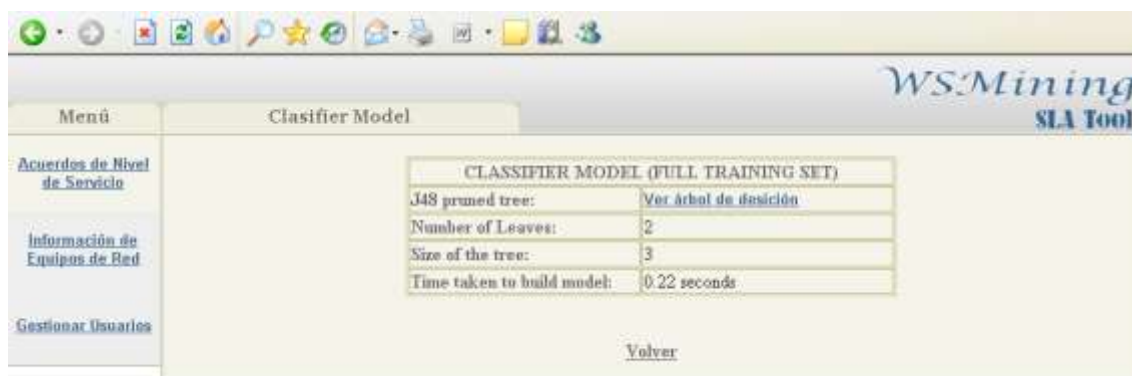 WSMining
SLA Tool
Menú
Clasifier Model
Acuerdos de Nivel
de Servicio
Información de
Equipos de Red
Gestionar Usuarios
CLASSIFIER MODEL (FULL TRAINING SET)
J48 pruned tree: Ver árbol de desición
Number of Leaves: 2
Size of the tree: 3
Time taken to build model: 0.22 seconds
Volver